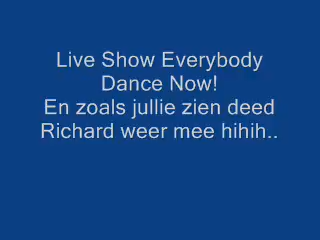 Live Show Everybody
Dance Now!
En zoals jullie zien deed
Richard weer mee hihih..